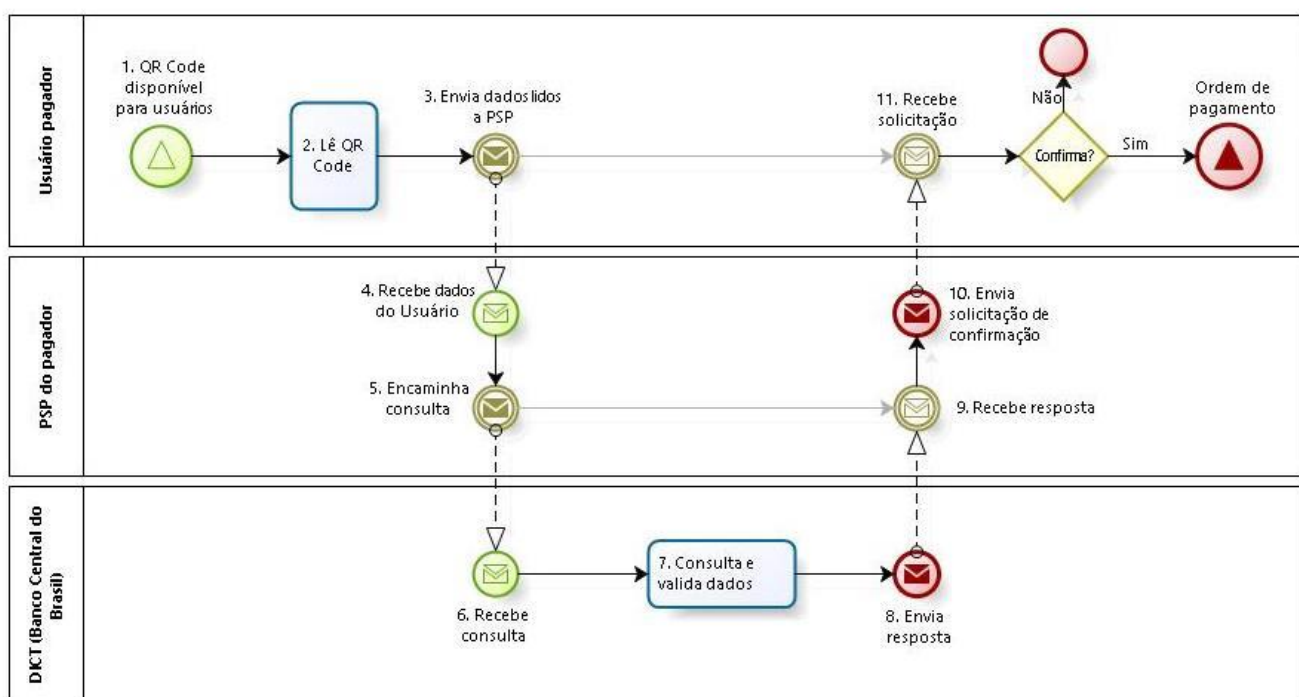 Usuário pagador
1. QR Code
disponível
para usuários
2. Lê QR
Code
3. Envia dados lidos
a PSP
11. Recebe
solicitação
Não
Confirma?
Sim
Ordem de
pagamento
PSP do pagador
4. Recebe dados
do Usuário
5. Encaminha
consulta
10. Envia
solicitação de
confirmação
9. Recebe resposta
DICT (Banco Central do
Brasil)
6. Recebe
consulta
7. Consulta e
valida dados
8. Envia
resposta